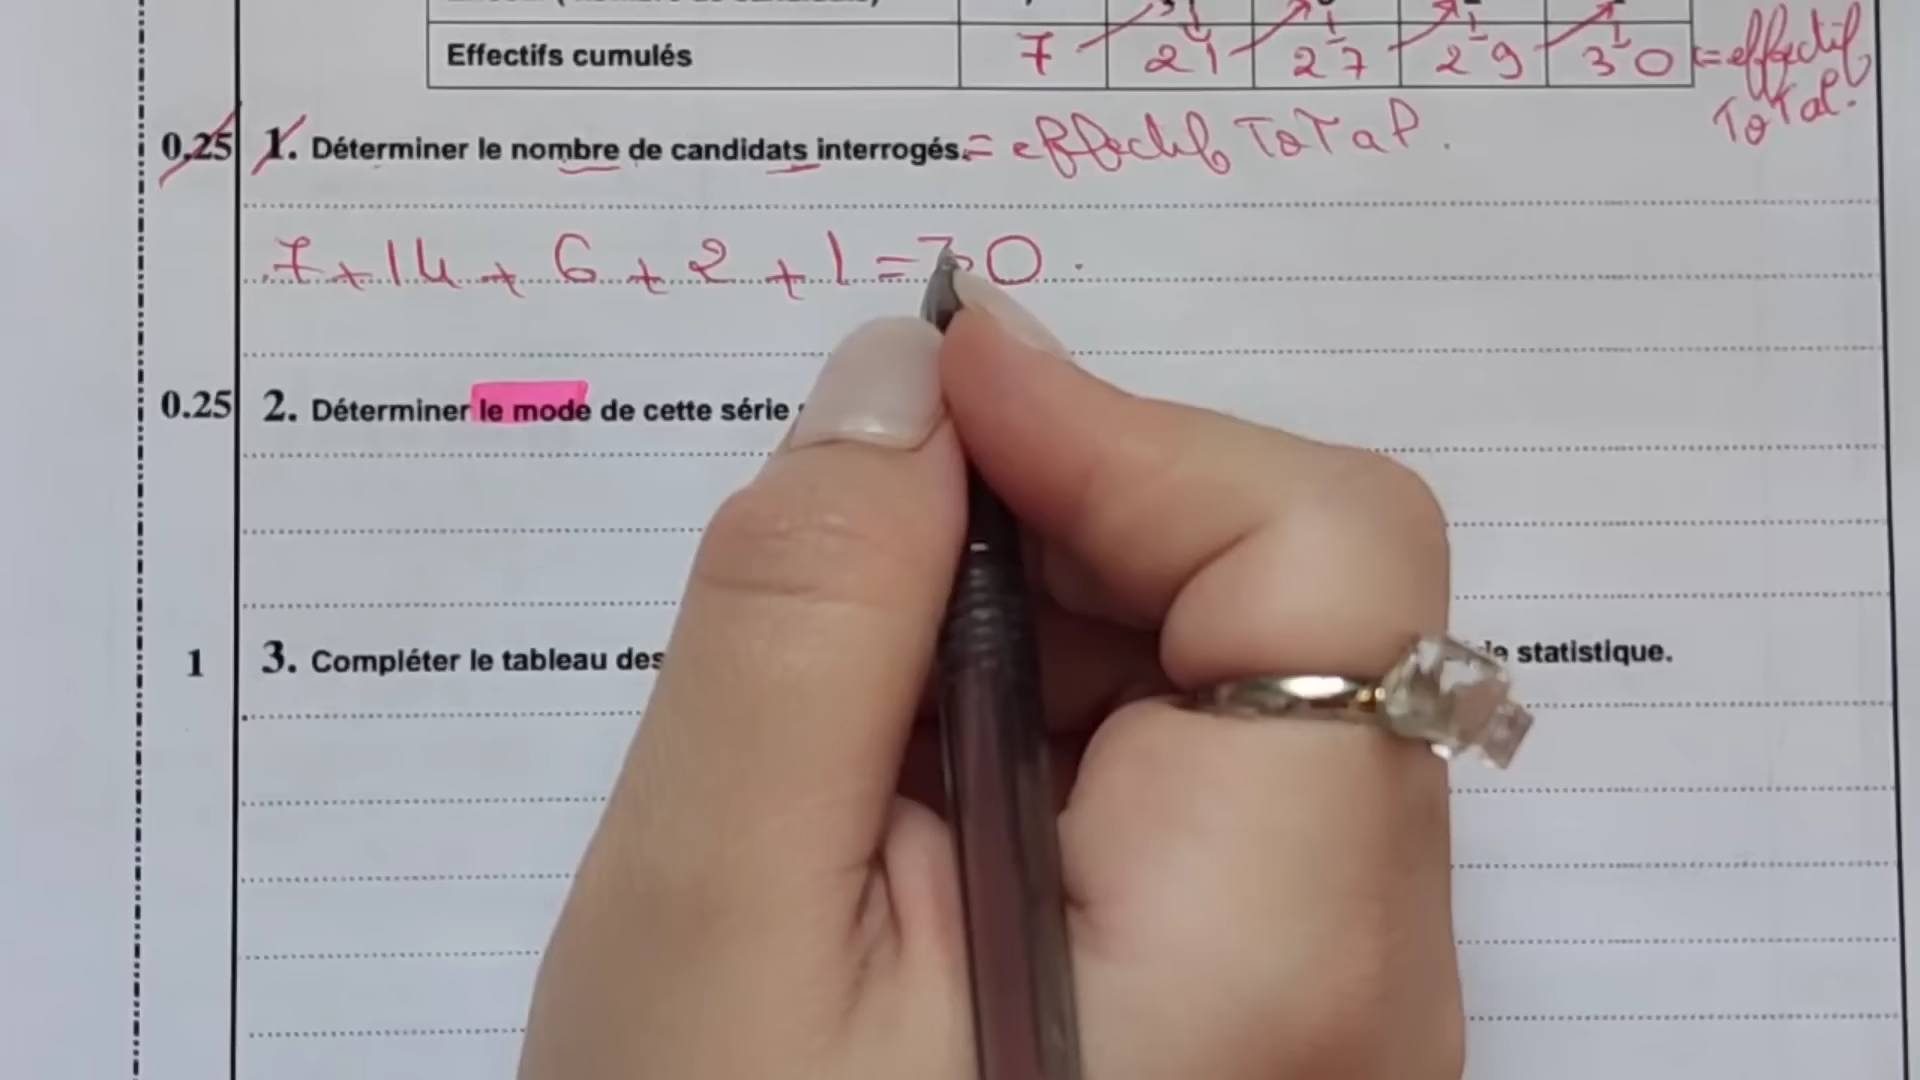 Effectifs cumulés 7 21 27 29 30 = effectif
ToTal.
0,25 1. Déterminer le nombre de candidats interrogés. = effectif ToTal.
7 + 14 + 6 + 2 + 1 = 30.
0.25 2. Déterminer le mode de cette série
1 3. Compléter le tableau des statistique.